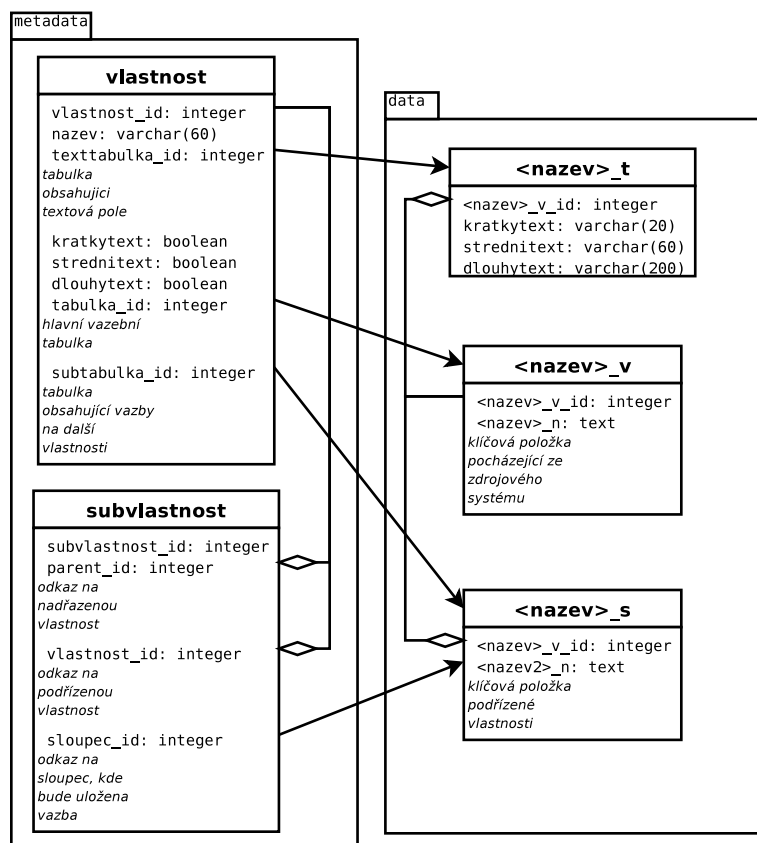 metadata
vlastnost
vlastnost_id: integer
nazev: varchar(60)
texttabulka_id: integer
tabulka
obsahujici
textová pole
kratkytext: boolean
strednitext: boolean
dlouhytext: boolean
tabulka_id: integer
hlavní vazební
tabulka
subtabulka_id: integer
tabulka
obsahující vazby
na další
vlastnosti
subvlastnost
subvlastnost_id: integer
parent_id: integer
odkaz na
nadřazenou
vlastnost
vlastnost_id: integer
odkaz na
podřízenou
vlastnost
sloupec_id: integer
odkaz na
sloupec, kde
bude uložena
vazba
data
<nazev>_t
<nazev>_v_id: integer
kratkytext: varchar(20)
strednitext: varchar(60)
dlouhytext: varchar(200)
<nazev>_v
<nazev>_v_id: integer
<nazev>_n: text
klíčová položka
pocházející ze
zdrojového
systému
<nazev>_s
<nazev>_v_id: integer
<nazev2>_n: text
klíčová položka
podřízené
vlastnosti